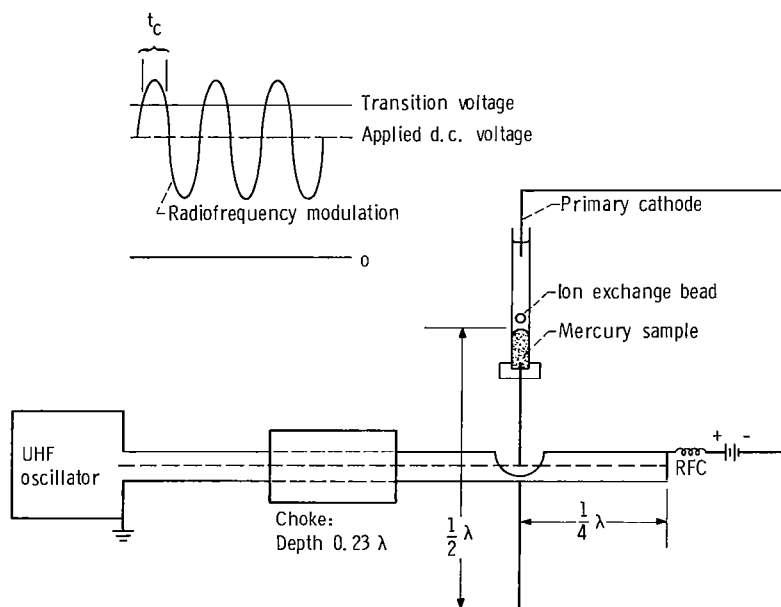 t_c
Transition voltage
Applied d.c. voltage
Radiofrequency modulation
0
Primary cathode
Ion exchange bead
Mercury sample
UHF
oscillator
Choke:
Depth 0.23 λ
1/2 λ
1/4 λ
+ -
RFC